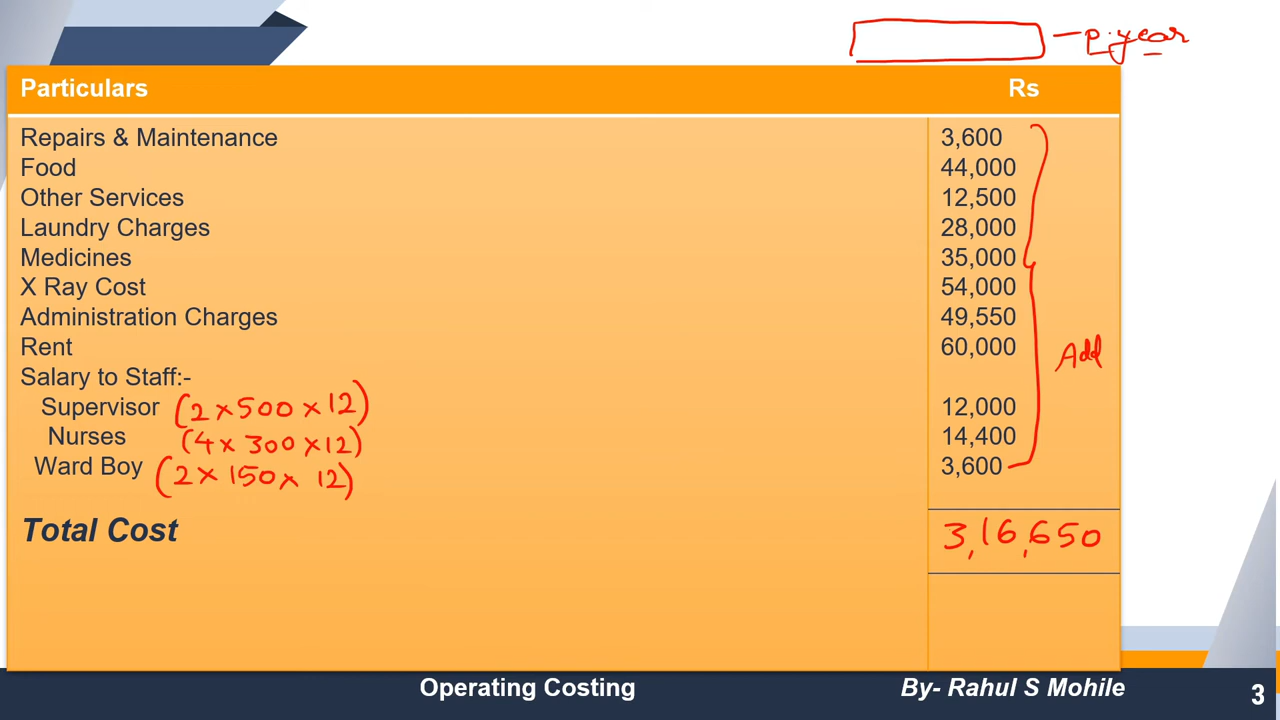 — p. year
Particulars Rs
Repairs & Maintenance 3,600
Food 44,000
Other Services 12,500
Laundry Charges 28,000
Medicines 35,000
X Ray Cost 54,000
Administration Charges 49,550
Rent 60,000
Add
Salary to Staff:-
Supervisor (2 x 500 x 12) 12,000
Nurses (4 x 300 x 12) 14,400
Ward Boy (2 x 150 x 12) 3,600
Total Cost 3,16,650
Operating Costing By- Rahul S Mohile 3